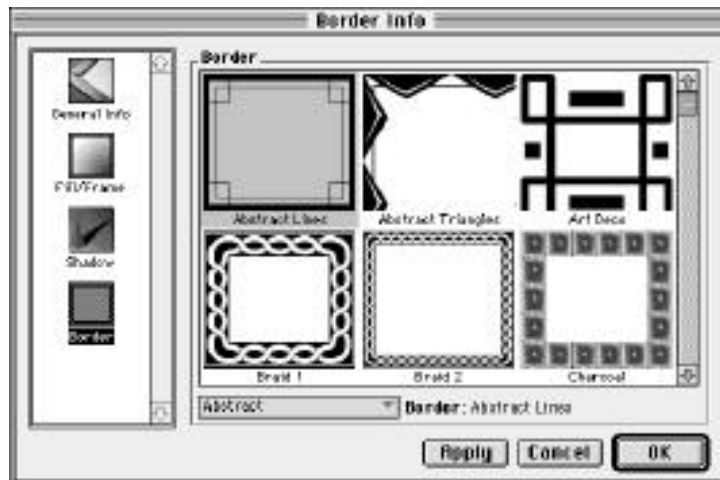 Border Info
General Info
Fill/Frame
Shadow
Border
Border
Abstract Lines
Abstract Triangles
Art Deco
Braid 1
Braid 2
Charcoal
Abstract
Border: Abstract Lines
Apply
Cancel
OK